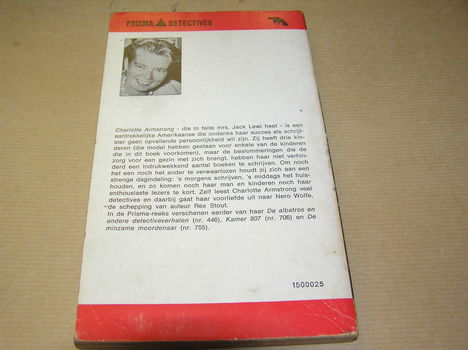 PRISMA DETECTIVES
Charlotte Armstrong - die in feite mrs. Jack Lewi heet - is een
aantrekkelijke Amerikaanse die ondanks haar succes als schrijf-
ster geen opvallende persoonlijkheid wil zijn. Zij heeft drie kin-
deren (die model hebben gestaan voor enkele van de kinderen
die in dit boek voorkomen), maar de beslommeringen die de
zorg voor een gezin met zich brengt, hebben haar niet verhin-
derd een indrukwekkend aantal boeken te schrijven. Om noch
het een noch het ander te verwaarlozen houdt zij zich aan een
strenge dagindeling: 's morgens schrijven, 's middags het huis-
houden, en zo komen noch haar man en kinderen noch haar
enthousiaste lezers te kort. Zelf leest Charlotte Armstrong veel
detectives en daarbij gaat haar voorliefde uit naar Nero Wolfe,
de schepping van auteur Rex Stout.
In de Prisma-reeks verschenen eerder van haar De albatros en
andere detectiveverhalen (nr. 446), Kamer 807 (nr. 706) en De
minzame moordenaar (nr. 755).
1500025